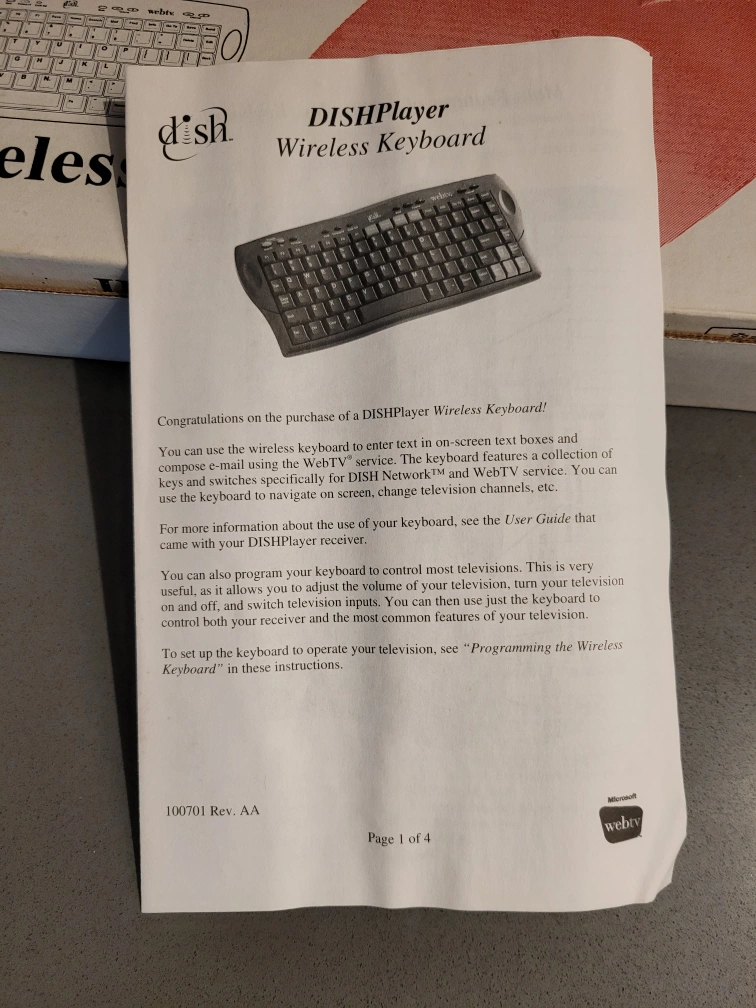 webtv
eless
dish
DISHPlayer
Wireless Keyboard
dish
webtv
Congratulations on the purchase of a DISHPlayer Wireless Keyboard!
You can use the wireless keyboard to enter text in on-screen text boxes and
compose e-mail using the WebTV® service. The keyboard features a collection of
keys and switches specifically for DISH Network™ and WebTV service. You can
use the keyboard to navigate on screen, change television channels, etc.
For more information about the use of your keyboard, see the User Guide that
came with your DISHPlayer receiver.
You can also program your keyboard to control most televisions. This is very
useful, as it allows you to adjust the volume of your television, turn your television
on and off, and switch television inputs. You can then use just the keyboard to
control both your receiver and the most common features of your television.
To set up the keyboard to operate your television, see “Programming the Wireless
Keyboard” in these instructions.
100701 Rev. AA
Page 1 of 4
Microsoft
webtv